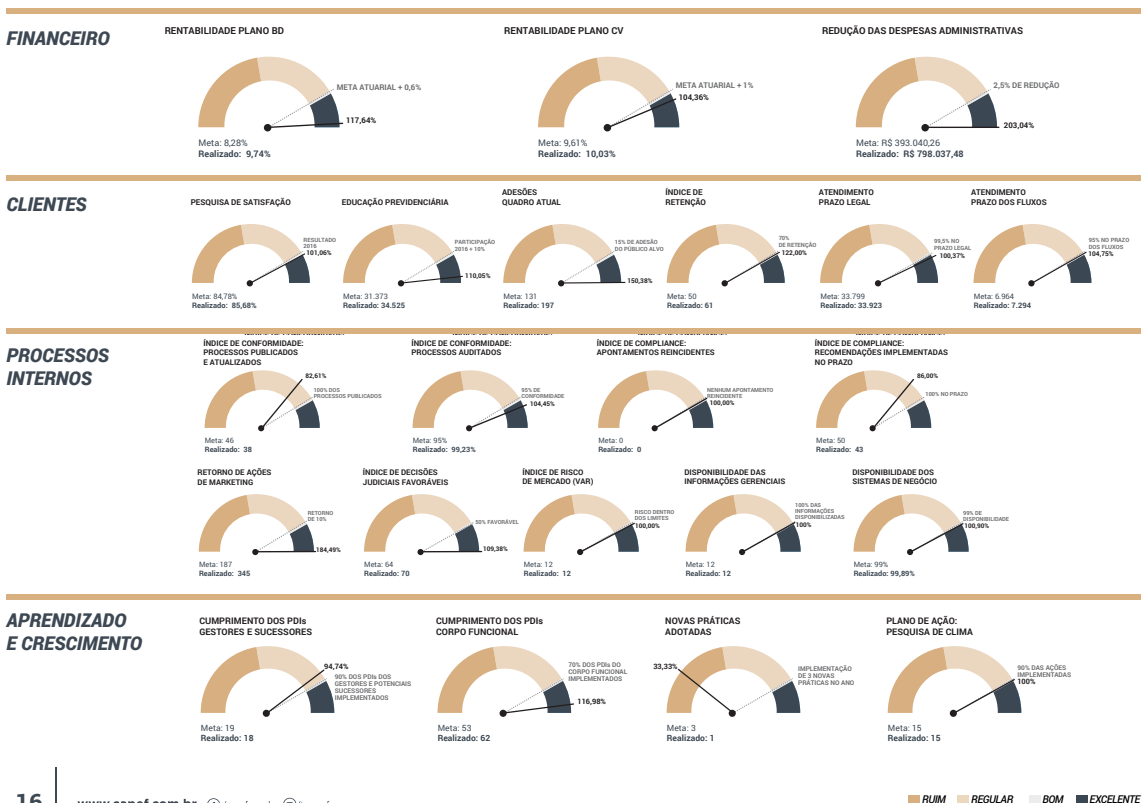 FINANCEIRO
RENTABILIDADE PLANO BD
META ATUARIAL + 0,6%
117,64%
Meta: 8,28%
Realizado: 9,74%
RENTABILIDADE PLANO CV
META ATUARIAL + 1%
104,36%
Meta: 9,61%
Realizado: 10,03%
REDUÇÃO DAS DESPESAS ADMINISTRATIVAS
2,5% DE REDUÇÃO
203,04%
Meta: R$ 393.040,26
Realizado: R$ 798.037,48
CLIENTES
PESQUISA DE SATISFAÇÃO
RESULTADO
2016
101,06%
Meta: 84,78%
Realizado: 85,68%
EDUCAÇÃO PREVIDENCIÁRIA
PARTICIPAÇÃO
2016 + 10%
110,05%
Meta: 31.373
Realizado: 34.525
ADESÕES
QUADRO ATUAL
15% DE ADESÃO
DO PÚBLICO ALVO
150,38%
Meta: 131
Realizado: 197
ÍNDICE DE
RETENÇÃO
70%
DE RETENÇÃO
122,00%
Meta: 50
Realizado: 61
ATENDIMENTO
PRAZO LEGAL
99,5% NO
PRAZO LEGAL
100,37%
Meta: 33.799
Realizado: 33.923
ATENDIMENTO
PRAZO DOS FLUXOS
95% NO PRAZO
DOS FLUXOS
104,75%
Meta: 6.964
Realizado: 7.294
PROCESSOS
INTERNOS
ÍNDICE DE CONFORMIDADE:
PROCESSOS PUBLICADOS
E ATUALIZADOS
82,61%
100% DOS
PROCESSOS PUBLICADOS
Meta: 46
Realizado: 38
ÍNDICE DE CONFORMIDADE:
PROCESSOS AUDITADOS
95% DE
CONFORMIDADE
104,45%
Meta: 95%
Realizado: 99,23%
ÍNDICE DE COMPLIANCE:
APONTAMENTOS REINCIDENTES
NENHUM APONTAMENTO
REINCIDENTE
100,00%
Meta: 0
Realizado: 0
ÍNDICE DE COMPLIANCE:
RECOMENDAÇÕES IMPLEMENTADAS
NO PRAZO
86,00%
100% NO PRAZO
Meta: 50
Realizado: 43
RETORNO DE AÇÕES
DE MARKETING
RETORNO
DE 10%
184,49%
Meta: 187
Realizado: 345
ÍNDICE DE DECISÕES
JUDICIAIS FAVORÁVEIS
50% FAVORÁVEL
109,38%
Meta: 64
Realizado: 70
ÍNDICE DE RISCO
DE MERCADO (VAR)
RISCO DENTRO
DOS LIMITES
100,00%
Meta: 12
Realizado: 12
DISPONIBILIDADE DAS
INFORMAÇÕES GERENCIAIS
100% DAS
INFORMAÇÕES
DISPONIBILIZADAS
100%
Meta: 12
Realizado: 12
DISPONIBILIDADE DOS
SISTEMAS DE NEGÓCIO
99% DE
DISPONIBILIDADE
100,90%
Meta: 99%
Realizado: 99,89%
APRENDIZADO
E CRESCIMENTO
CUMPRIMENTO DOS PDIs
GESTORES E SUCESSORES
94,74%
90% DOS PDIs DOS
GESTORES E POTENCIAIS
SUCESSORES
IMPLEMENTADOS
Meta: 19
Realizado: 18
CUMPRIMENTO DOS PDIs
CORPO FUNCIONAL
70% DOS PDIs DO
CORPO FUNCIONAL
IMPLEMENTADOS
116,98%
Meta: 53
Realizado: 62
NOVAS PRÁTICAS
ADOTADAS
33,33%
IMPLEMENTAÇÃO
DE 3 NOVAS
PRÁTICAS NO ANO
Meta: 3
Realizado: 1
PLANO DE AÇÃO:
PESQUISA DE CLIMA
90% DAS AÇÕES
IMPLEMENTADAS
100%
Meta: 15
Realizado: 15
16
RUIM REGULAR BOM EXCELENTE